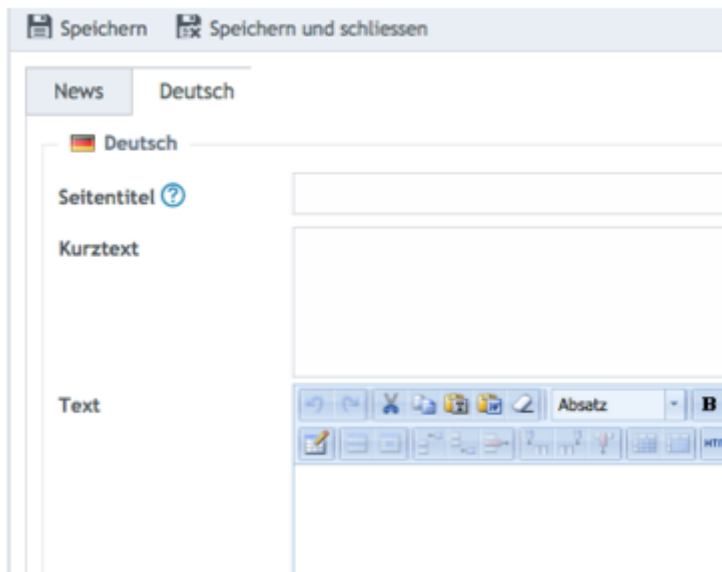 Speichern Speichern und schliessen
News Deutsch
Deutsch
Seitentitel ?
Kurztext
Text
Absatz B